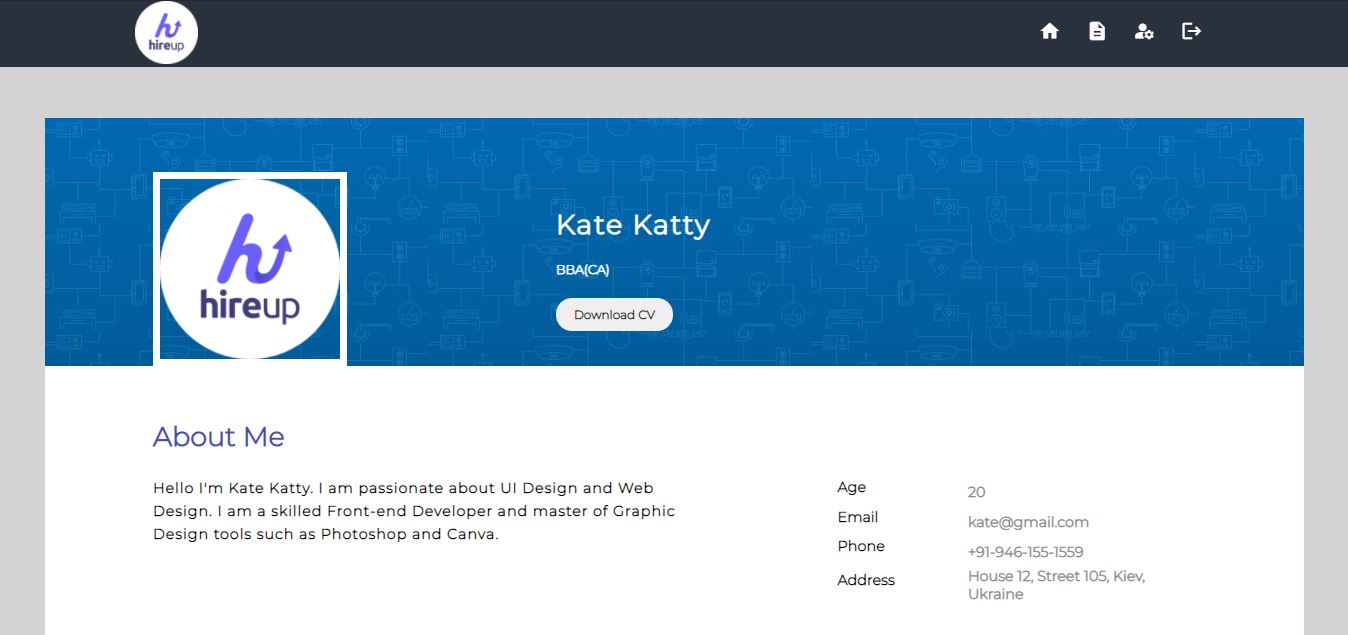 hireup
hireup
Kate Katty
BBA(CA)
Download CV
About Me
Hello I'm Kate Katty. I am passionate about UI Design and Web
Design. I am a skilled Front-end Developer and master of Graphic
Design tools such as Photoshop and Canva.
Age 20
Email kate@gmail.com
Phone +91-946-155-1559
Address House 12, Street 105, Kiev,
Ukraine